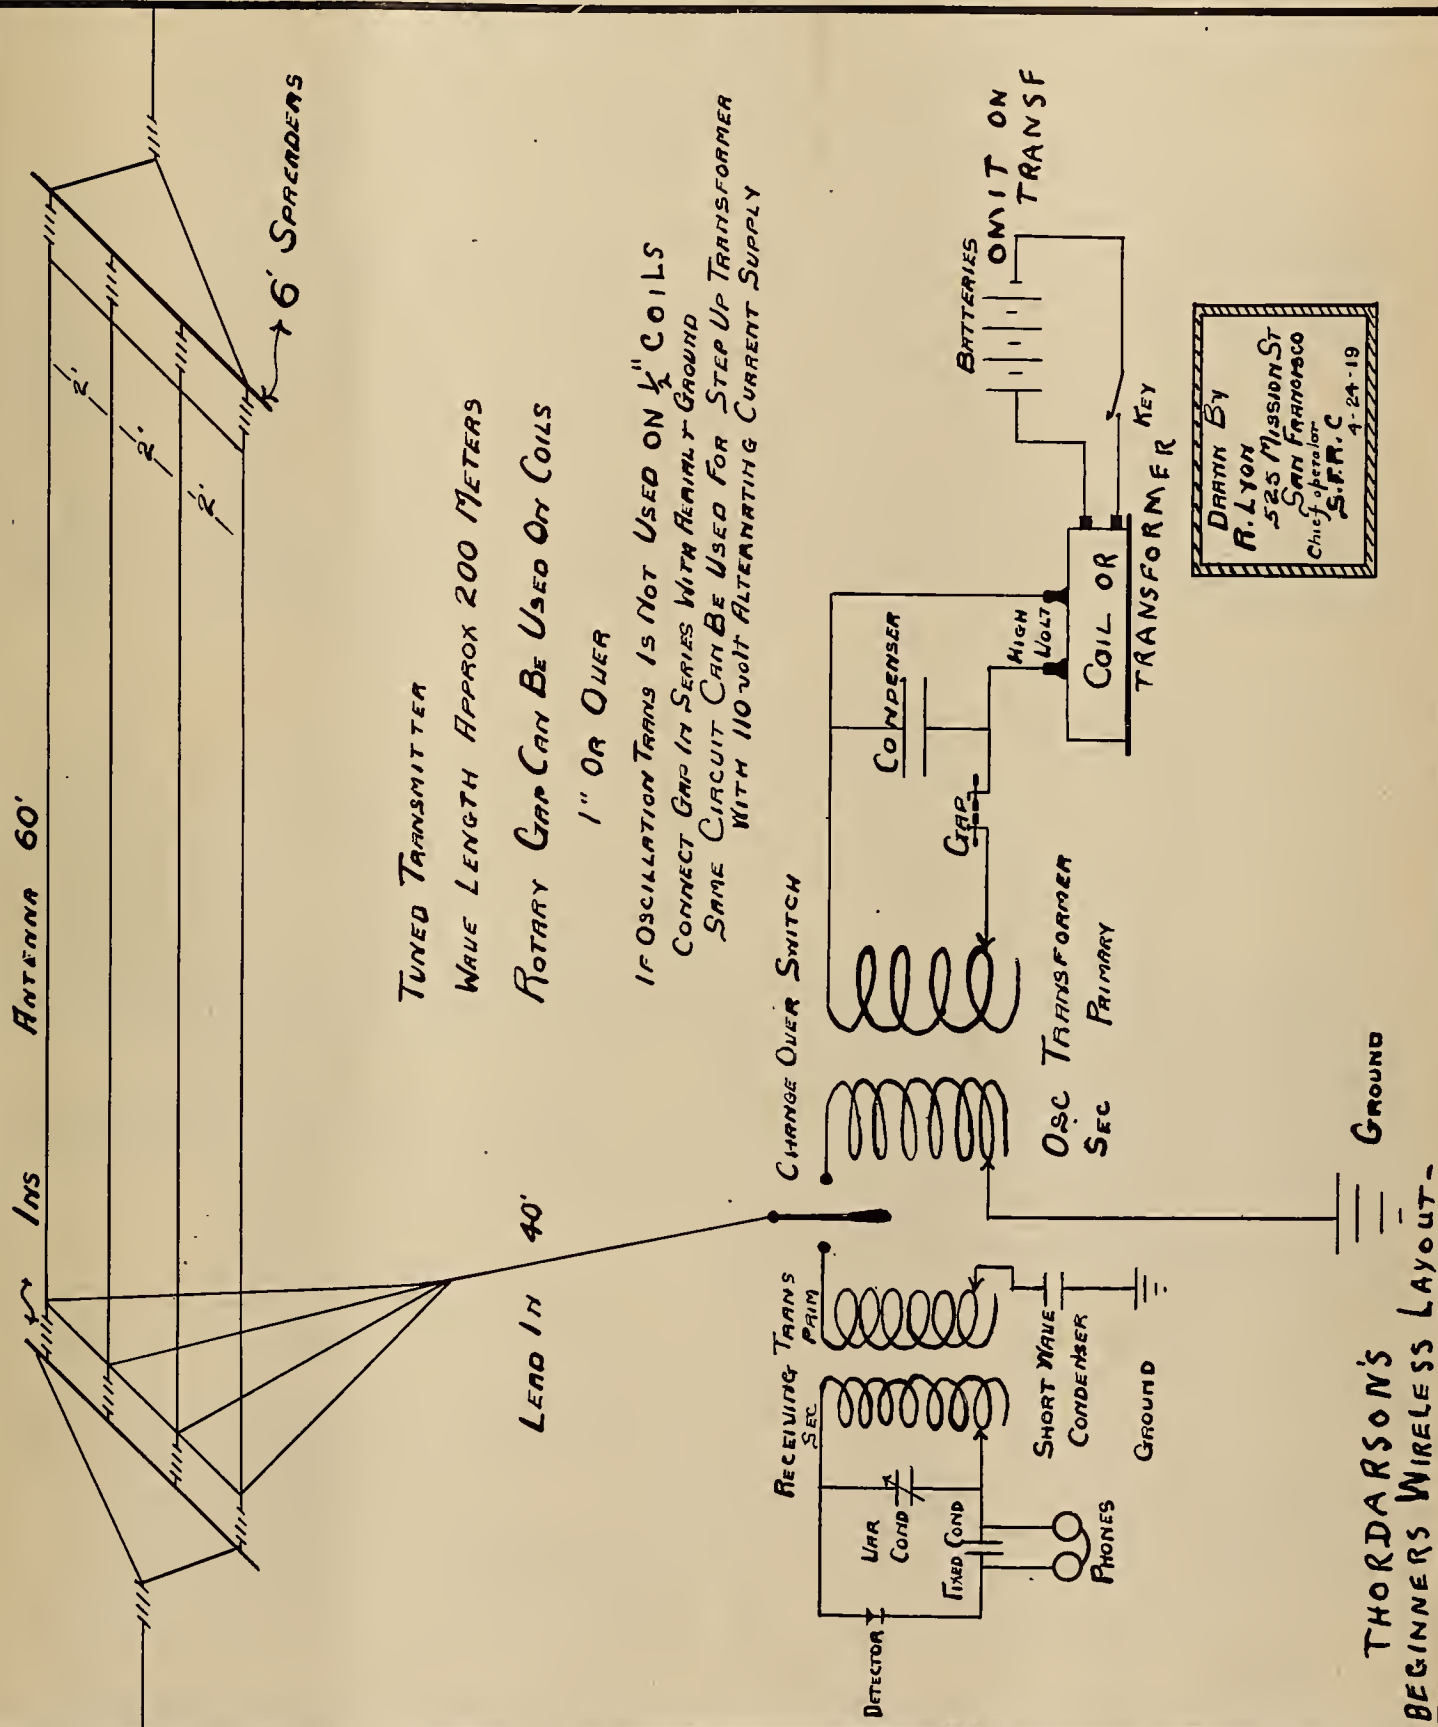 ANTENNA 60'
INS
6' SPREADERS
2'
2'
2'
LEAD IN 40'
TUNED TRANSMITTER
WAVE LENGTH APPROX 200 METERS
ROTARY GAP CAN BE USED ON COILS
1" OR OVER
IF OSCILLATION TRANS IS NOT USED ON ½" COILS
CONNECT GAP IN SERIES WITH AERIAL & GROUND
SAME CIRCUIT CAN BE USED FOR STEP UP TRANSFORMER
WITH 110 VOLT ALTERNATING CURRENT SUPPLY
CHANGE OVER SWITCH
RECEIVING TRANS
SEC
PRIM
VAR
COND
FIXED COND
DETECTOR
PHONES
SHORT WAVE
CONDENSER
GROUND
OSC TRANSFORMER
SEC PRIMARY
GAP
CONDENSER
HIGH
VOLT
COIL OR
TRANSFORMER
KEY
BATTERIES
OMIT ON
TRANSF
GROUND
THORDARSON'S
BEGINNERS WIRELESS LAYOUT-
DRAWN BY
R. LYON
525 MISSION ST
SAN FRANCISCO
Chief operator
S.F.R.C
4-24-19